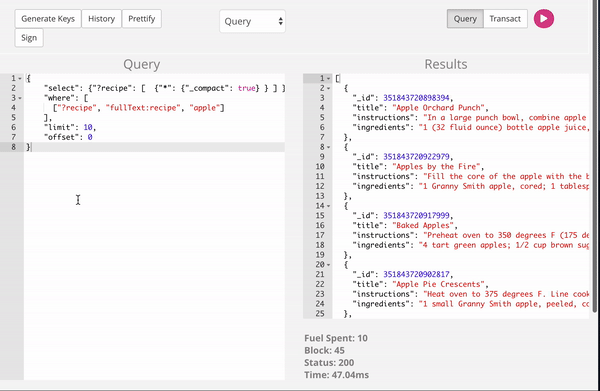 Generate Keys History Prettify Query Query Transact
Sign
Query
1 {
2 "select": {"?recipe": [ {"*": {"_compact": true} } ] }
3 "where": [
4 ["?recipe", "fullText:recipe", "apple"]
5 ],
6 "limit": 10,
7 "offset": 0
8 }
Results
1 [
2 {
3 "_id": 351843720898394,
4 "title": "Apple Orchard Punch",
5 "instructions": "In a large punch bowl, combine apple
6 "ingredients": "1 (32 fluid ounce) bottle apple juice,
7 },
8 {
9 "_id": 351843720922979,
10 "title": "Apples by the Fire",
11 "instructions": "Fill the core of the apple with the b
12 "ingredients": "1 Granny Smith apple, cored; 1 tablesp
13 },
14 {
15 "_id": 351843720917999,
16 "title": "Baked Apples",
17 "instructions": "Preheat oven to 350 degrees F (175 de
18 "ingredients": "4 tart green apples; 1/2 cup brown sug
19 },
20 {
21 "_id": 351843720902817,
22 "title": "Apple Pie Crescents",
23 "instructions": "Heat oven to 375 degrees F. Line cook
24 "ingredients": "1 small Granny Smith apple, peeled, co
25 },
Fuel Spent: 10
Block: 45
Status: 200
Time: 47.04ms